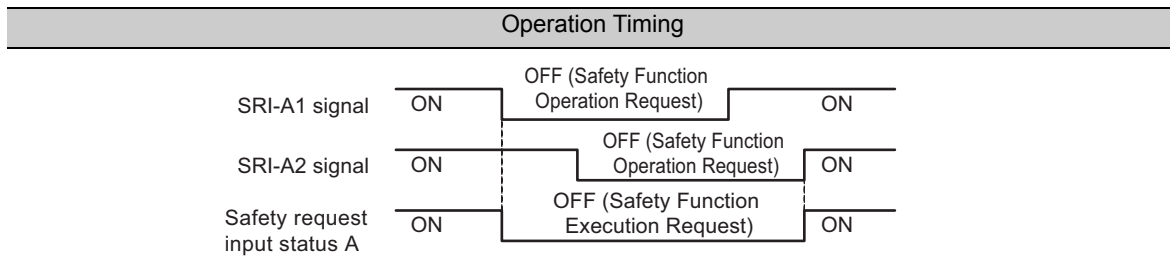 Operation Timing
OFF (Safety Function
Operation Request)
SRI-A1 signal ON ON
OFF (Safety Function
Operation Request)
SRI-A2 signal ON ON
OFF (Safety Function
Execution Request)
Safety request
input status A
ON ON